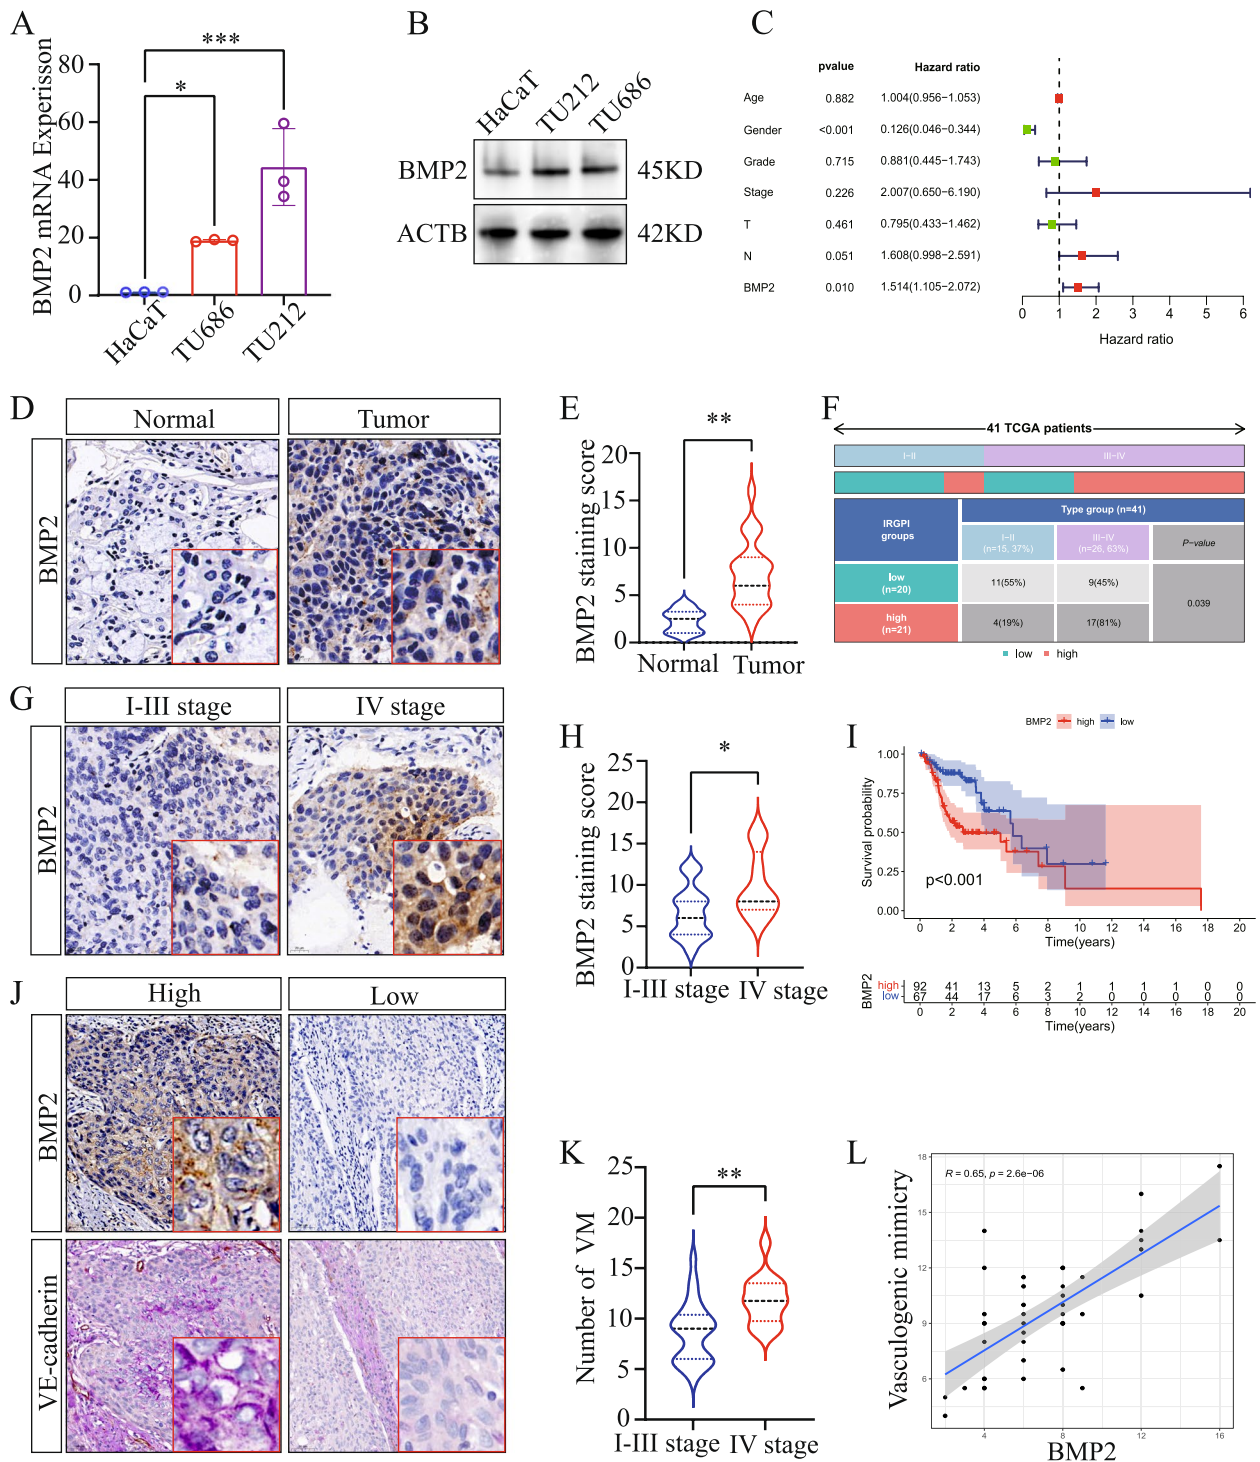 A
BMP2 mRNA Experisson
80
60
40
20
0
***
*
HaCaT
TU686
TU212
B
HaCaT
TU212
TU686
BMP2
45KD
ACTB
42KD
C
pvalue Hazard ratio
Age 0.882 1.004(0.956−1.053)
Gender <0.001 0.126(0.046−0.344)
Grade 0.715 0.881(0.445−1.743)
Stage 0.226 2.007(0.650−6.190)
T 0.461 0.795(0.433−1.462)
N 0.051 1.608(0.998−2.591)
BMP2 0.010 1.514(1.105−2.072)
0 1 2 3 4 5 6
Hazard ratio
D
Normal Tumor
BMP2
E
BMP2 staining score
20
15
10
5
0
**
Normal Tumor
F
41 TCGA patients
I−II III−IV
IRGPI groups
Type group (n=41)
I−II (n=15, 37%)
III−IV (n=26, 63%)
P−value
low (n=20)
11(55%) 9(45%)
0.039
high (n=21)
4(19%) 17(81%)
low high
G
I-III stage IV stage
BMP2
H
BMP2 staining score
25
20
15
10
5
0
*
I-III stage IV stage
I
BMP2 high low
Survival probability
1.00
0.75
0.50
0.25
0.00
p<0.001
0 2 4 6 8 10 12 14 16 18 20
Time(years)
BMP2
high 92 41 13 5 2 1 1 1 1 0 0
low 67 44 17 6 3 2 0 0 0 0 0
0 2 4 6 8 10 12 14 16 18 20
Time(years)
J
High Low
BMP2
VE-cadherin
K
Number of VM
25
20
15
10
5
0
**
I-III stage IV stage
L
Vasculogenic mimicry
18
15
12
9
6
R = 0.65, p = 2.6e−06
4 8 12 16
BMP2